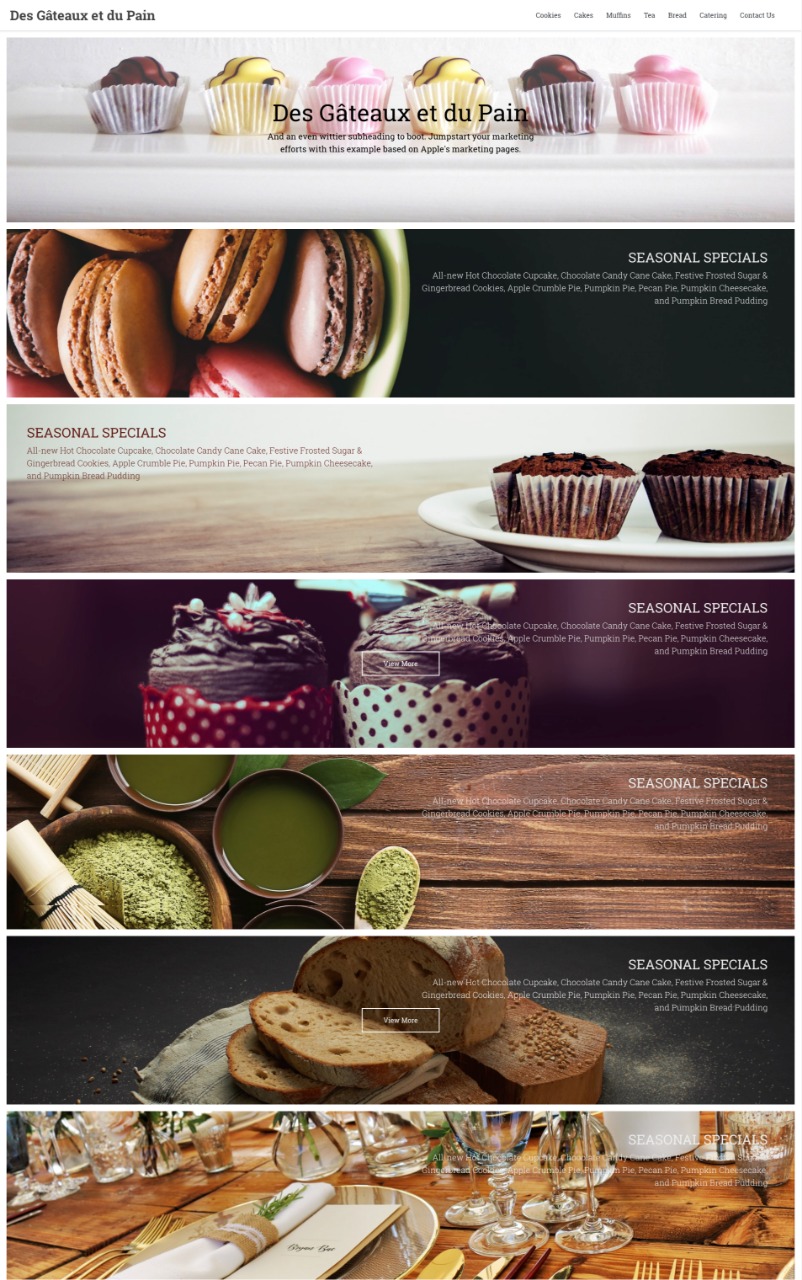 Des Gâteaux et du Pain
Cookies Cakes Muffins Tea Bread Catering Contact Us
Des Gâteaux et du Pain
And an even wittier subheading to boot. Jumpstart your marketing
efforts with this example based on Apple's marketing pages.
SEASONAL SPECIALS
All-new Hot Chocolate Cupcake, Chocolate Candy Cane Cake, Festive Frosted Sugar &
Gingerbread Cookies, Apple Crumble Pie, Pumpkin Pie, Pecan Pie, Pumpkin Cheesecake,
and Pumpkin Bread Pudding
SEASONAL SPECIALS
All-new Hot Chocolate Cupcake, Chocolate Candy Cane Cake, Festive Frosted Sugar &
Gingerbread Cookies, Apple Crumble Pie, Pumpkin Pie, Pecan Pie, Pumpkin Cheesecake,
and Pumpkin Bread Pudding
SEASONAL SPECIALS
All-new Hot Chocolate Cupcake, Chocolate Candy Cane Cake, Festive Frosted Sugar &
Gingerbread Cookies, Apple Crumble Pie, Pumpkin Pie, Pecan Pie, Pumpkin Cheesecake,
and Pumpkin Bread Pudding
View More
SEASONAL SPECIALS
All-new Hot Chocolate Cupcake, Chocolate Candy Cane Cake, Festive Frosted Sugar &
Gingerbread Cookies, Apple Crumble Pie, Pumpkin Pie, Pecan Pie, Pumpkin Cheesecake,
and Pumpkin Bread Pudding
SEASONAL SPECIALS
All-new Hot Chocolate Cupcake, Chocolate Candy Cane Cake, Festive Frosted Sugar &
Gingerbread Cookies, Apple Crumble Pie, Pumpkin Pie, Pecan Pie, Pumpkin Cheesecake,
and Pumpkin Bread Pudding
View More
SEASONAL SPECIALS
All-new Hot Chocolate Cupcake, Chocolate Candy Cane Cake, Festive Frosted Sugar &
Gingerbread Cookies, Apple Crumble Pie, Pumpkin Pie, Pecan Pie, Pumpkin Cheesecake,
and Pumpkin Bread Pudding